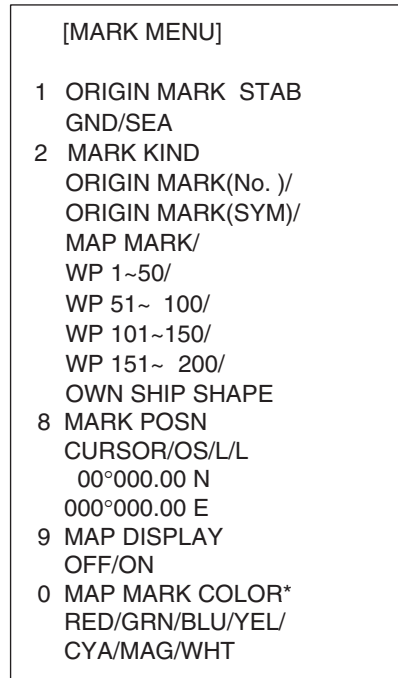 [MARK MENU]
1 ORIGIN MARK STAB
GND/SEA
2 MARK KIND
ORIGIN MARK(No. )/
ORIGIN MARK(SYM)/
MAP MARK/
WP 1~50/
WP 51~ 100/
WP 101~150/
WP 151~ 200/
OWN SHIP SHAPE
8 MARK POSN
CURSOR/OS/L/L
00°000.00 N
000°000.00 E
9 MAP DISPLAY
OFF/ON
0 MAP MARK COLOR*
RED/GRN/BLU/YEL/
CYA/MAG/WHT